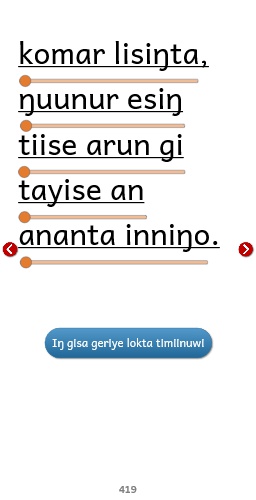 komar lisiŋta,
ŋuunur esiŋ
tiise arun gi
tayise an
ananta inniŋo.
Iŋ gisa geriye lokta timiinuwi
419